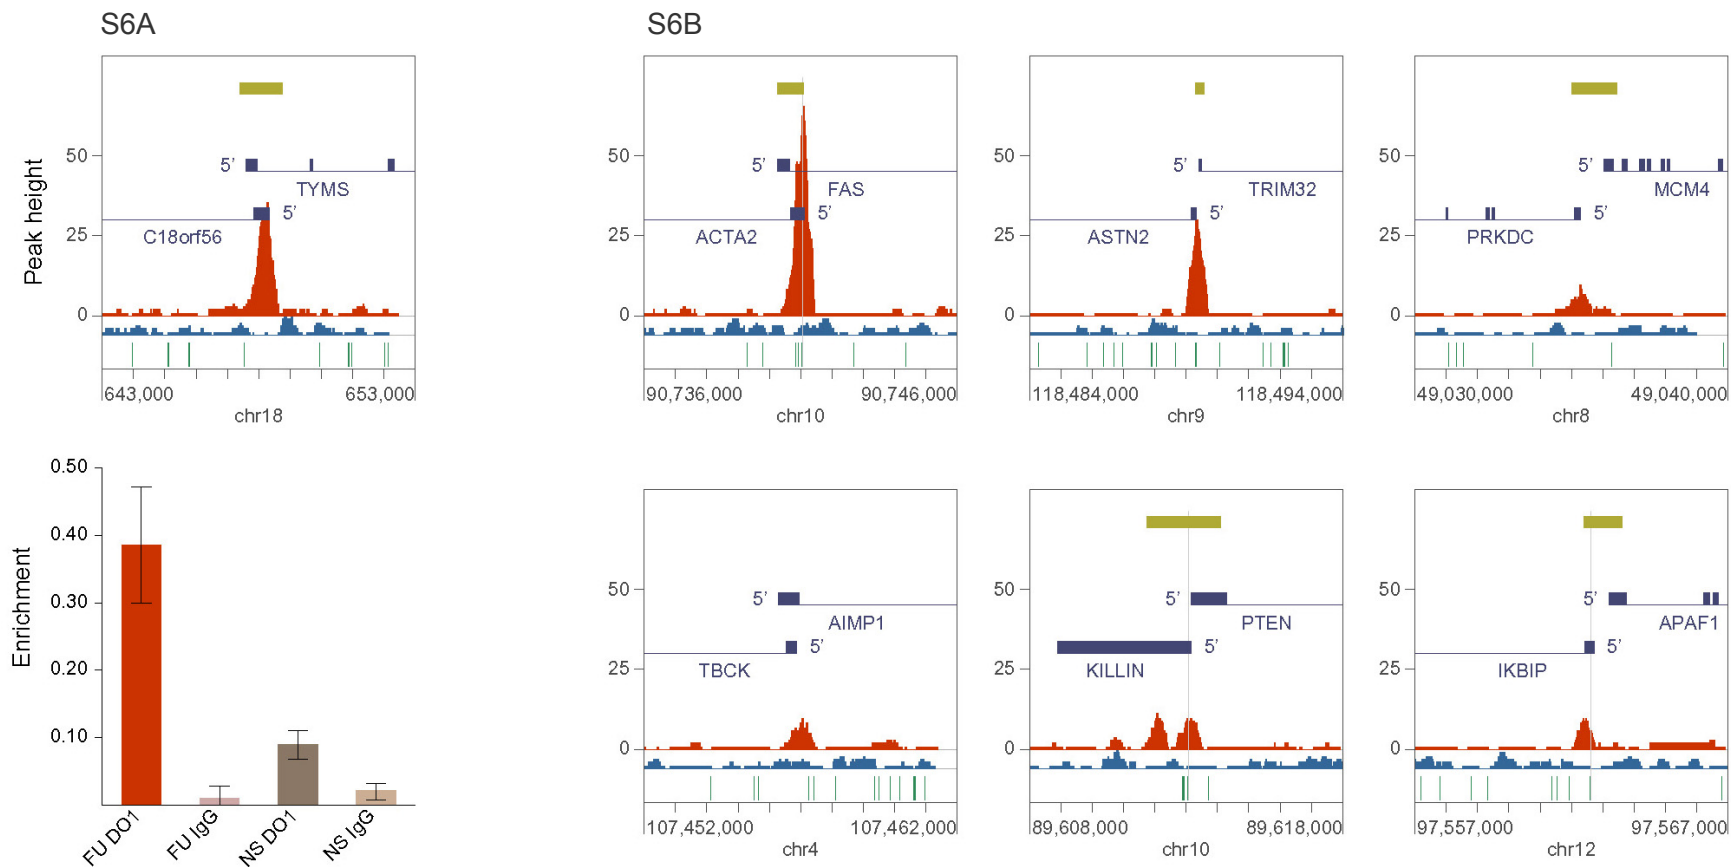 S6A
S6B
Peak height
50
25
0
5’
TYMS
5’
C18orf56
643,000
653,000
chr18
50
25
0
5’
FAS
5’
ACTA2
90,736,000
90,746,000
chr10
50
25
0
5’
TRIM32
5’
ASTN2
118,484,000
118,494,000
chr9
50
25
0
5’
MCM4
5’
PRKDC
49,030,000
49,040,000
chr8
Enrichment
0.50
0.40
0.30
0.20
0.10
FU DO1
FU IgG
NS DO1
NS IgG
50
25
0
5’
AIMP1
5’
TBCK
107,452,000
107,462,000
chr4
50
25
0
5’
PTEN
5’
KILLIN
89,608,000
89,618,000
chr10
50
25
0
5’
APAF1
5’
IKBIP
97,557,000
97,567,000
chr12